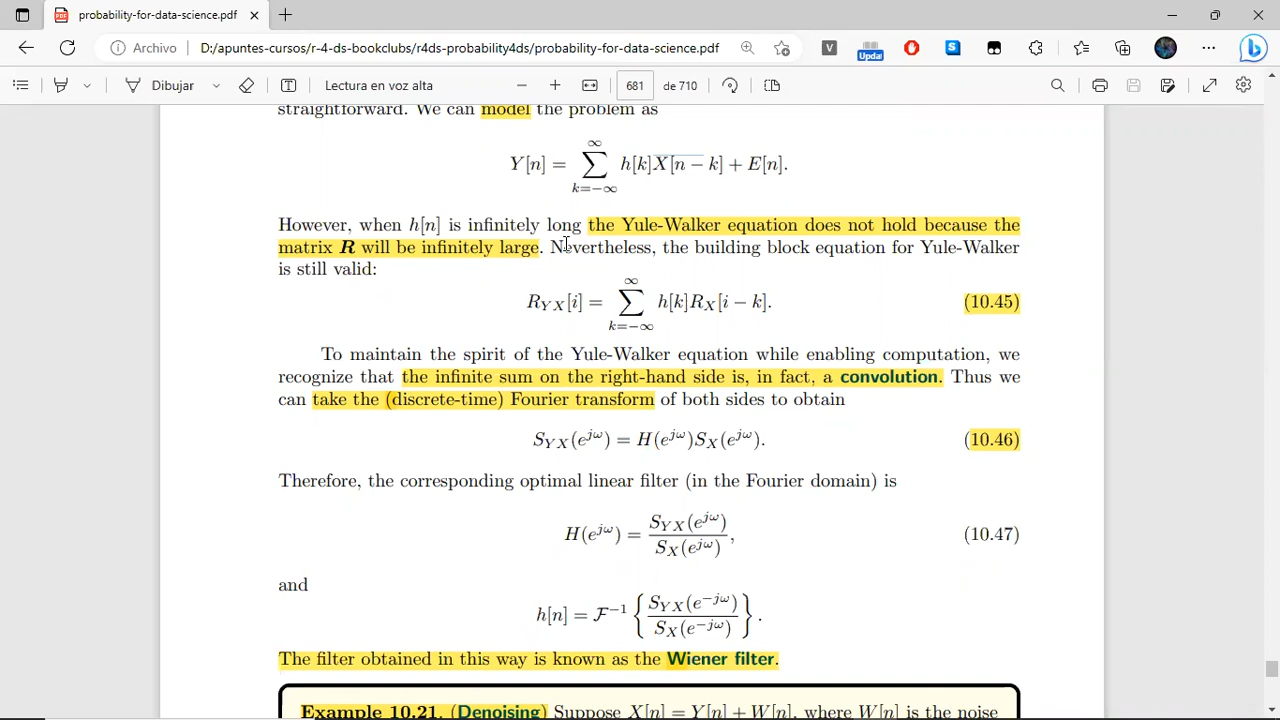 probability-for-data-science.pdf
Archivo D:/apuntes-cursos/r-4-ds-bookclubs/r4ds-probability4ds/probability-for-data-science.pdf
V Updat S b
Dibujar Lectura en voz alta 681 de 710
straightforward. We can model the problem as
Y[n] = ∑_{k=−∞}^{∞} h[k]X[n − k] + E[n].
However, when h[n] is infinitely long the Yule-Walker equation does not hold because the
matrix R will be infinitely large. Nevertheless, the building block equation for Yule-Walker
is still valid:
R_{YX}[i] = ∑_{k=−∞}^{∞} h[k]R_X[i − k]. (10.45)
To maintain the spirit of the Yule-Walker equation while enabling computation, we
recognize that the infinite sum on the right-hand side is, in fact, a convolution. Thus we
can take the (discrete-time) Fourier transform of both sides to obtain
S_{YX}(e^{jω}) = H(e^{jω})S_X(e^{jω}). (10.46)
Therefore, the corresponding optimal linear filter (in the Fourier domain) is
H(e^{jω}) = S_{YX}(e^{jω}) / S_X(e^{jω}), (10.47)
and
h[n] = F^{−1} { S_{YX}(e^{−jω}) / S_X(e^{−jω}) }.
The filter obtained in this way is known as the Wiener filter.
Example 10.21. (Denoising) Suppose X[n] = Y[n] + W[n], where W[n] is the noise